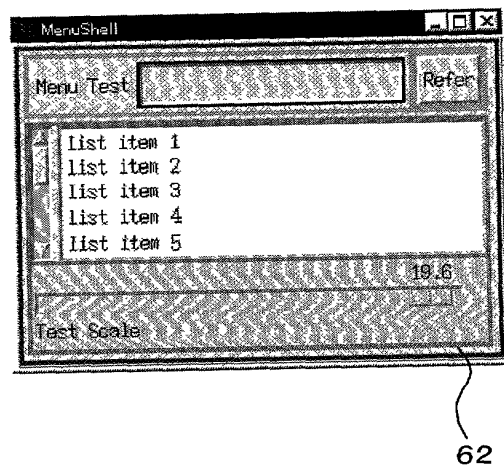 MenuShell
Menu Test Refer
list item 1
list item 2
list item 3
list item 4
list item 5
19.6
Test Scale
62